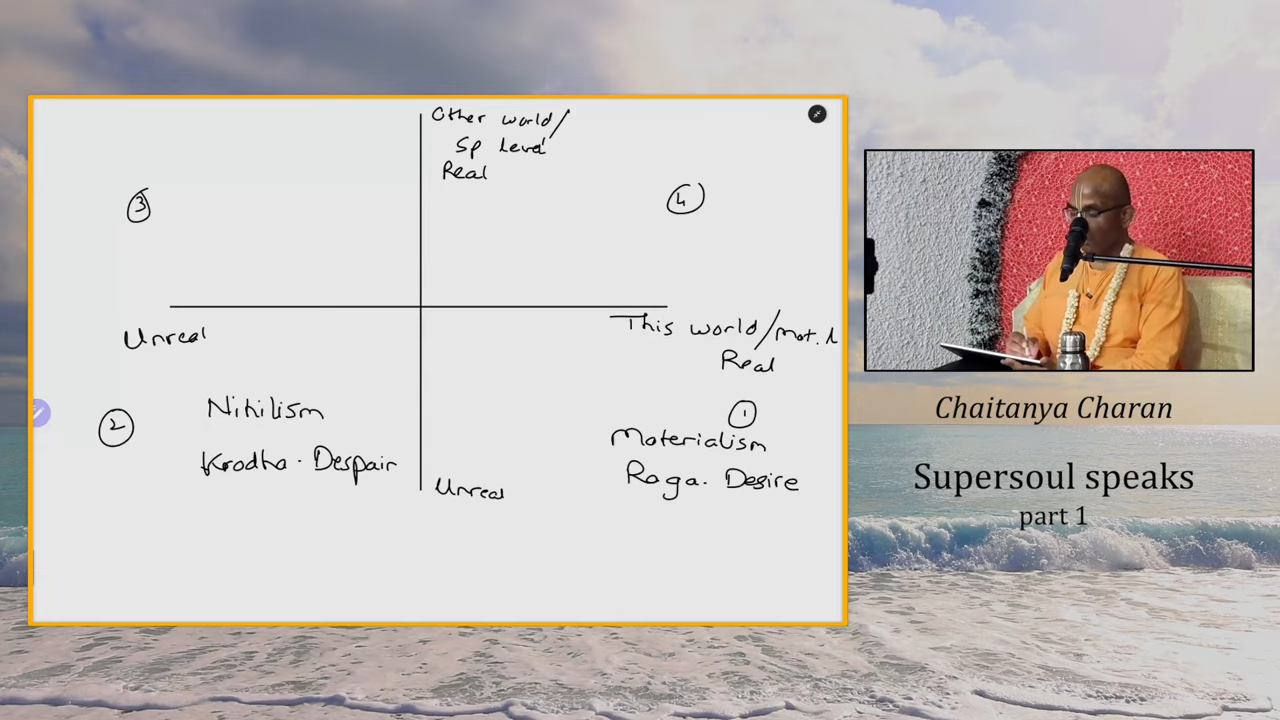 Other world/
Sp level
Real
3
4
Unreal
This world/mat. l
Real
Nihilism
1
2
Materialism
Krodha. Despair
Raga. Desire
Unreal
Chaitanya Charan
Supersoul speaks
part 1